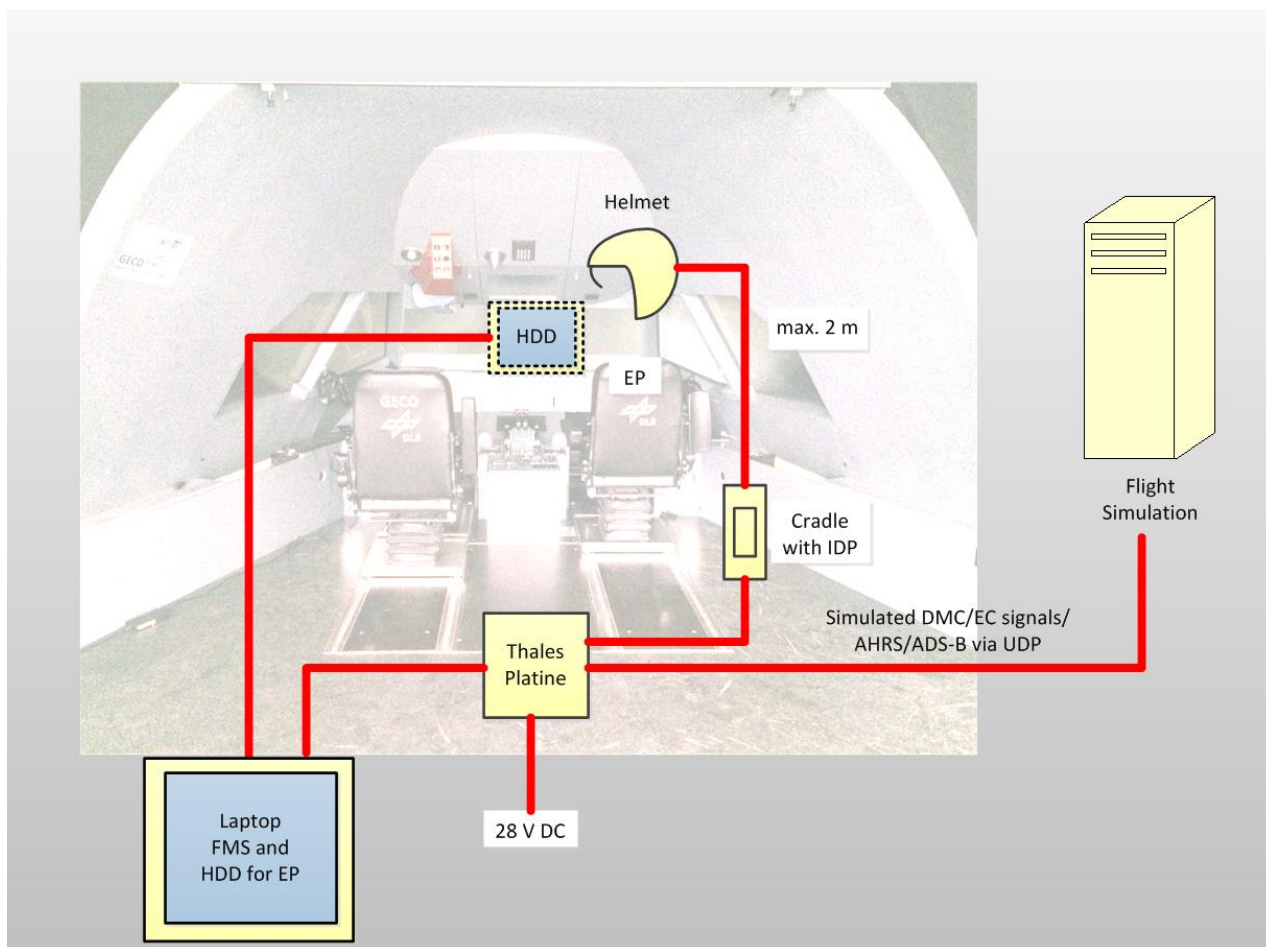 Helmet
GECO
max. 2 m
HDD
EP
GECO
DLR
DLR
Cradle
with IDP
Flight
Simulation
Simulated DMC/EC signals/
AHRS/ADS-B via UDP
Thales
Platine
28 V DC
Laptop
FMS and
HDD for EP